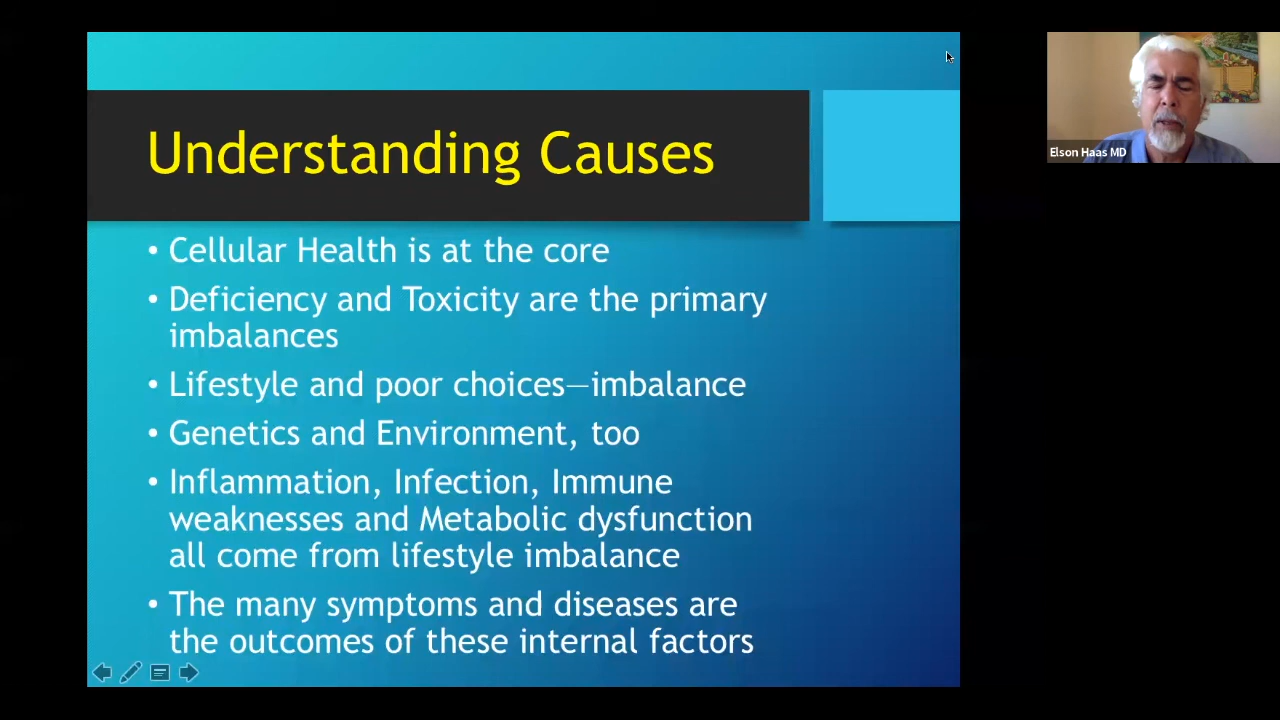 Understanding Causes
• Cellular Health is at the core
• Deficiency and Toxicity are the primary
imbalances
• Lifestyle and poor choices—imbalance
• Genetics and Environment, too
• Inflammation, Infection, Immune
weaknesses and Metabolic dysfunction
all come from lifestyle imbalance
• The many symptoms and diseases are
the outcomes of these internal factors
Elson Haas MD